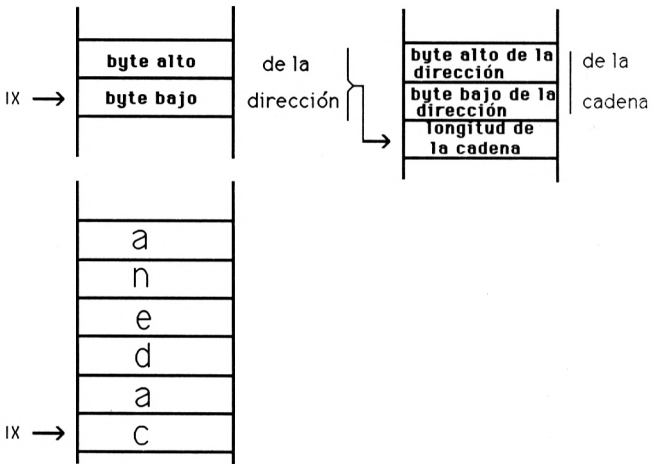 byte alto
de la
IX
byte bajo
dirección
byte alto de la
dirección
de la
byte bajo de la
dirección
cadena
longitud de
la cadena
a
n
e
d
a
IX
c